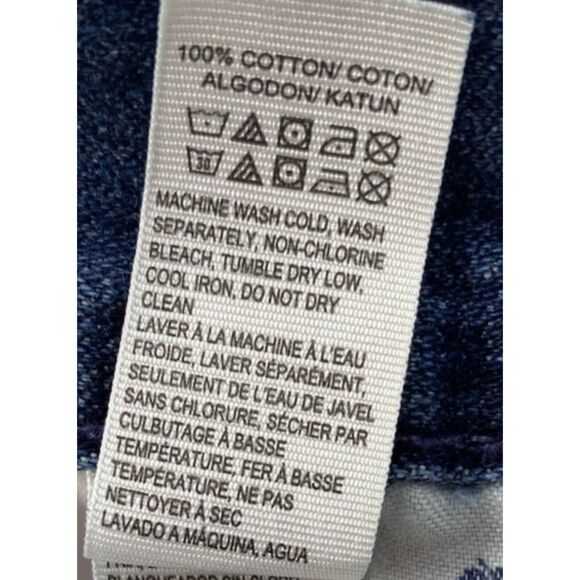 100% COTTON/ COTON/
ALGODON/ KATUN
30
MACHINE WASH COLD, WASH
SEPARATELY, NON-CHLORINE
BLEACH, TUMBLE DRY LOW,
COOL IRON, DO NOT DRY
CLEAN
LAVER À LA MACHINE À L'EAU
FROIDE, LAVER SÉPARÉMENT,
SEULEMENT DE L'EAU DE JAVEL
SANS CHLORURE, SÉCHER PAR
CULBUTAGE À BASSE
TEMPÉRATURE, FER À BASSE
TEMPÉRATURE, NE PAS
NETTOYER À SEC
LAVADO A MÁQUINA, AGUA